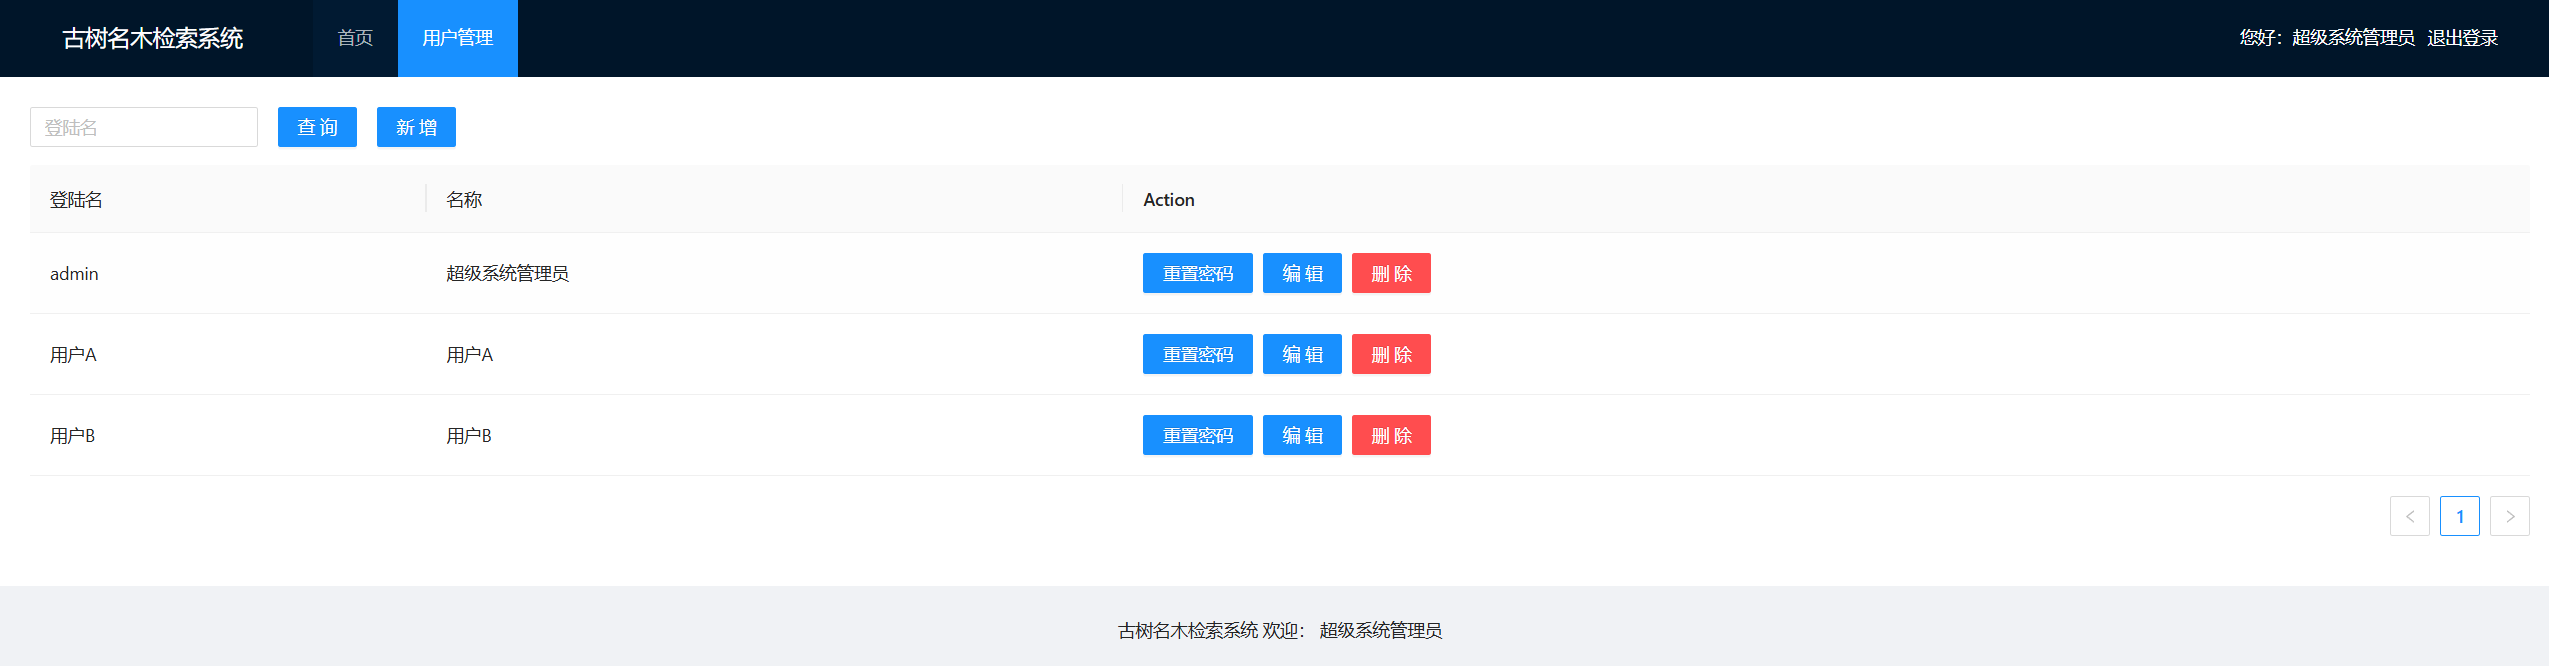 古树名木检索系统 首页 用户管理 您好：超级系统管理员 退出登录
登陆名 查 询 新 增
登陆名 名称 Action
admin 超级系统管理员 重置密码 编 辑 删 除
用户A 用户A 重置密码 编 辑 删 除
用户B 用户B 重置密码 编 辑 删 除
< 1 >
古树名木检索系统 欢迎： 超级系统管理员